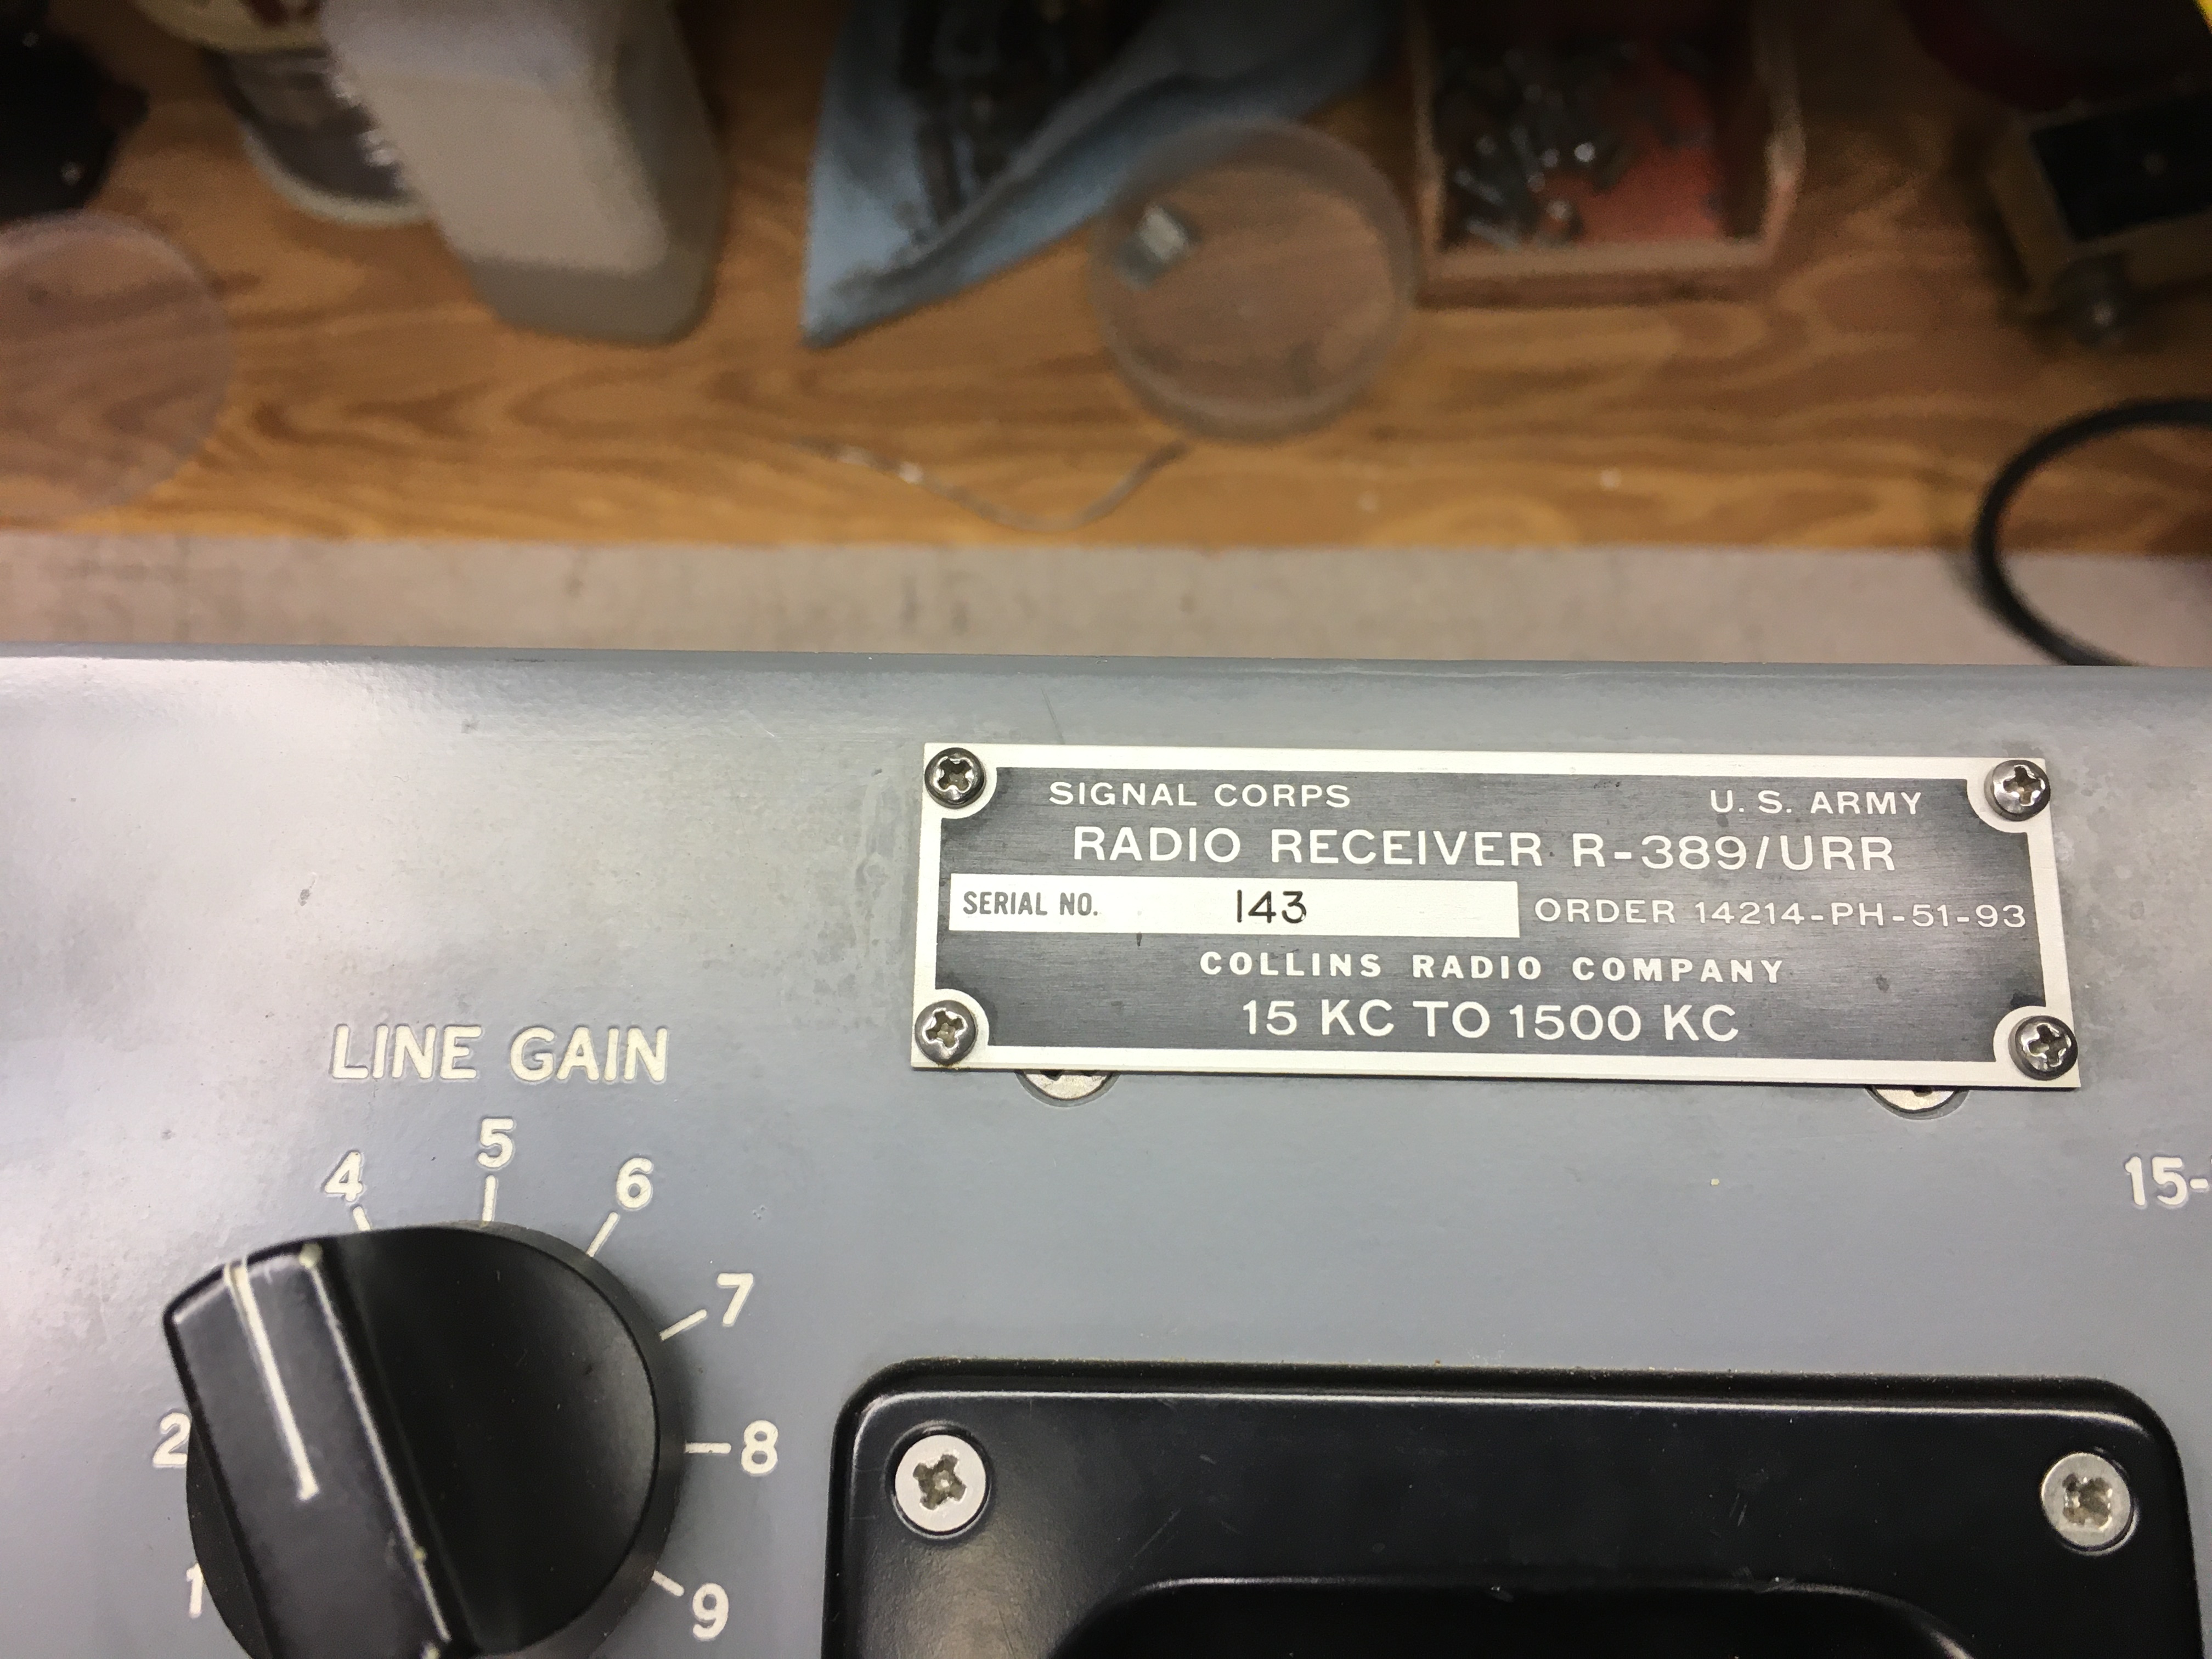 SIGNAL CORPS U. S. ARMY
RADIO RECEIVER R-389/URR
SERIAL NO. 143 ORDER 14214-PH-51-93
COLLINS RADIO COMPANY
15 KC TO 1500 KC
LINE GAIN
1
2
4
5
6
7
8
9
15-